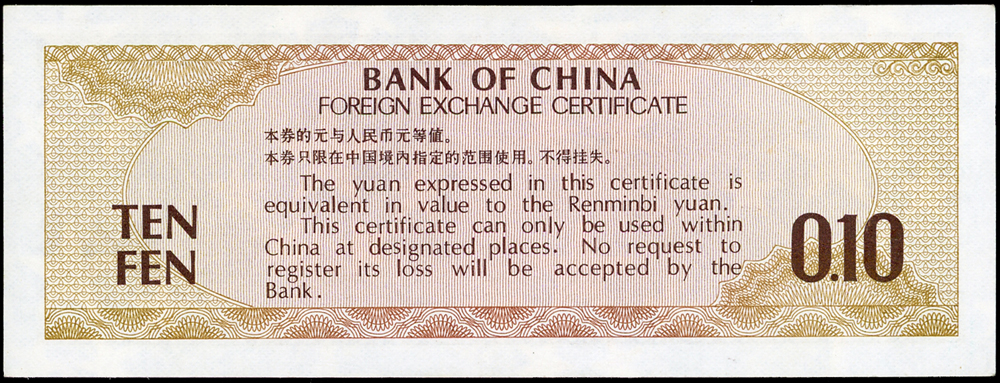 BANK OF CHINA
FOREIGN EXCHANGE CERTIFICATE
本券的元与人民币元等值。
本券只限在中国境内指定的范围使用。不得挂失。
The yuan expressed in this certificate is
equivalent in value to the Renminbi yuan.
This certificate can only be used within
China at designated places. No request to
register its loss will be accepted by the
Bank.
TEN
FEN
0.10